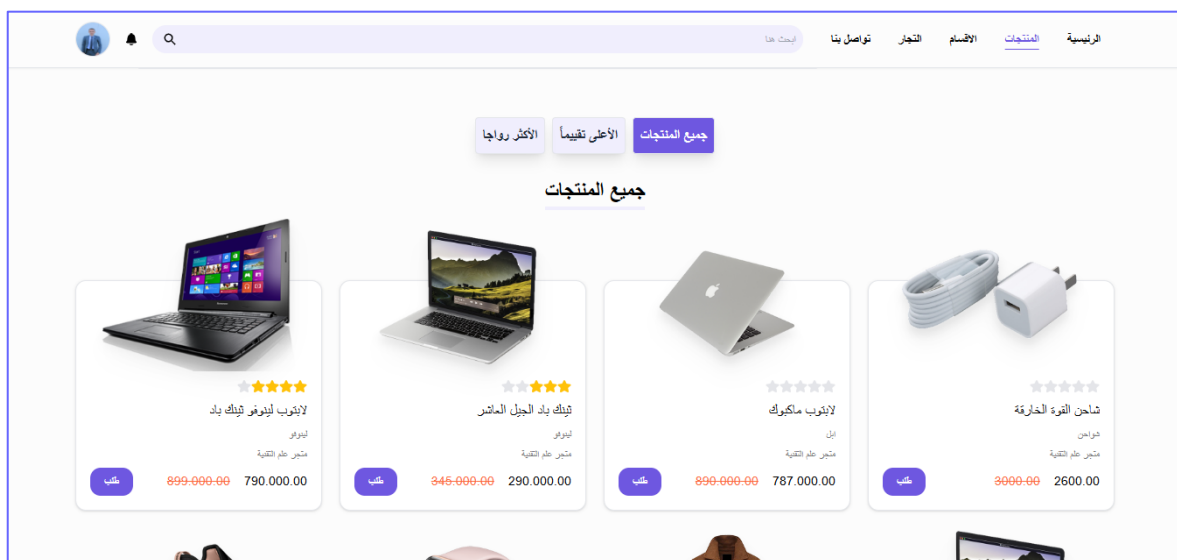 الرئيسية المنتجات الاقسام التجار تواصل بنا ابحث هنا
جميع المنتجات الأعلى تقييماً الأكثر رواجا
جميع المنتجات
شاحن القوة الخارقة
شواحن
متجر علم التقنية
2600.00 3000.00 طلب
لابتوب ماكبوك
ابل
متجر علم التقنية
787.000.00 890.000.00 طلب
ثينك باد الجيل الماشر
لينوفو
متجر علم التقنية
290.000.00 345.000.00 طلب
لابتوب لينوفو ثينك باد
لينوفو
متجر علم التقنية
790.000.00 899.000.00 طلب